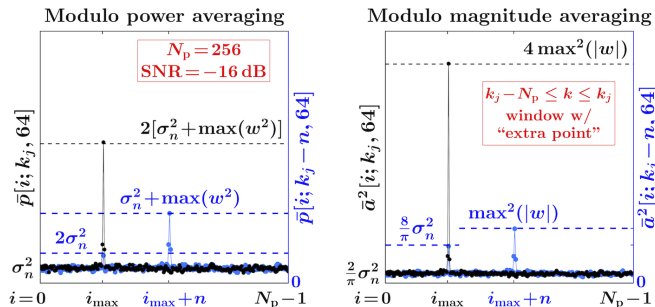 Modulo power averaging
N_p = 256
SNR = −16 dB
2[σ_n^2 + max(w^2)]
σ_n^2 + max(w^2)
2σ_n^2
σ_n^2
p̄[i; k_j, 64]
p̄[i; k_j − n, 64]
0
i = 0 i_max i_max + n N_p − 1
Modulo magnitude averaging
4 max^2(|w|)
k_j − N_p ≤ k ≤ k_j
window w/
“extra point”
max^2(|w|)
8/π σ_n^2
2/π σ_n^2
ā^2[i; k_j, 64]
ā^2[i; k_j − n, 64]
0
i = 0 i_max i_max + n N_p − 1